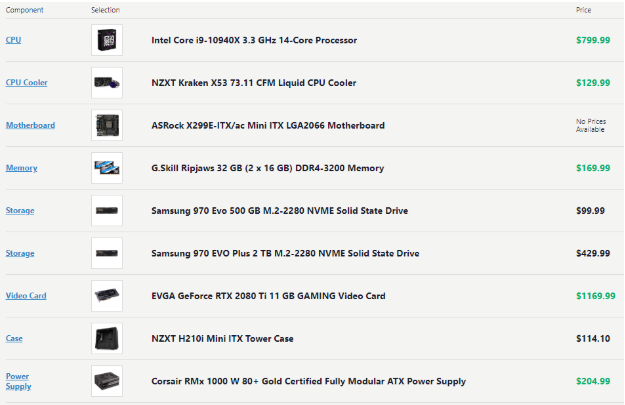 Component Selection Price
CPU Intel Core i9-10940X 3.3 GHz 14-Core Processor $799.99
CPU Cooler NZXT Kraken X53 73.11 CFM Liquid CPU Cooler $129.99
Motherboard ASRock X299E-ITX/ac Mini ITX LGA2066 Motherboard No Prices
Available
Memory G.Skill Ripjaws 32 GB (2 x 16 GB) DDR4-3200 Memory $169.99
Storage Samsung 970 Evo 500 GB M.2-2280 NVME Solid State Drive $99.99
Storage Samsung 970 EVO Plus 2 TB M.2-2280 NVME Solid State Drive $429.99
Video Card EVGA GeForce RTX 2080 Ti 11 GB GAMING Video Card $1169.99
Case NZXT H210i Mini ITX Tower Case $114.10
Power
Supply Corsair RMx 1000 W 80+ Gold Certified Fully Modular ATX Power Supply $204.99